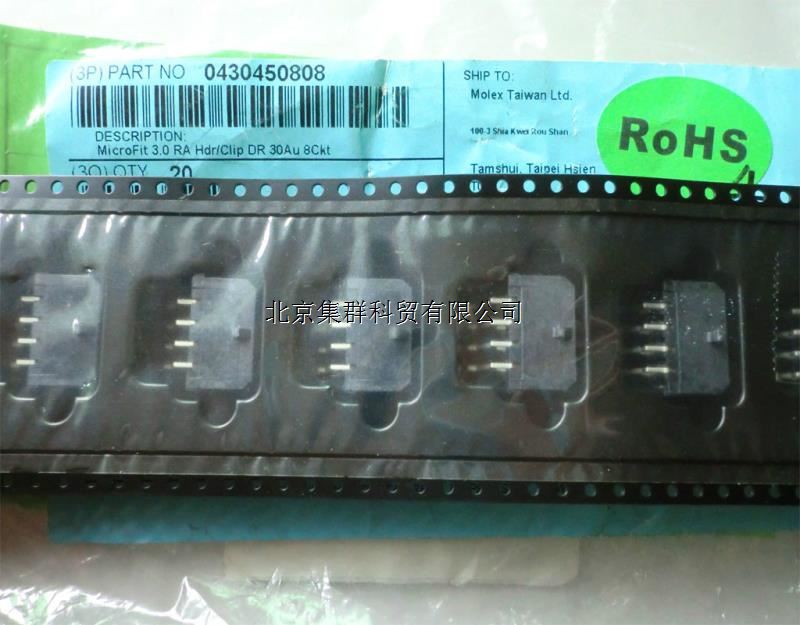 (3P) PART NO 0430450808
DESCRIPTION:
MicroFit 3.0 RA Hdr/Clip DR 30Au 8Ckt
(3Q) QTY 20
SHIP TO:
Molex Taiwan Ltd.
100-3 Shia Kwei Rou Shan
Tamshui, Taipei Hsien
RoHS
北京集群科贸有限公司